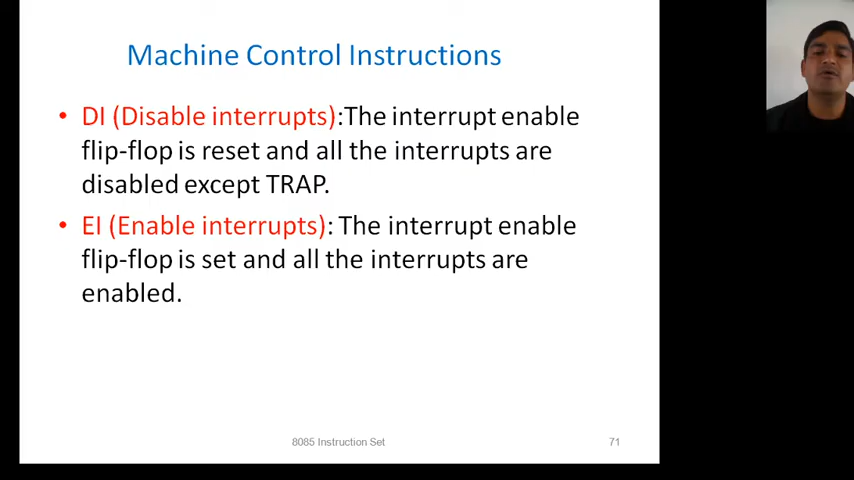 Machine Control Instructions
• DI (Disable interrupts):The interrupt enable
flip-flop is reset and all the interrupts are
disabled except TRAP.
• EI (Enable interrupts): The interrupt enable
flip-flop is set and all the interrupts are
enabled.
8085 Instruction Set
71